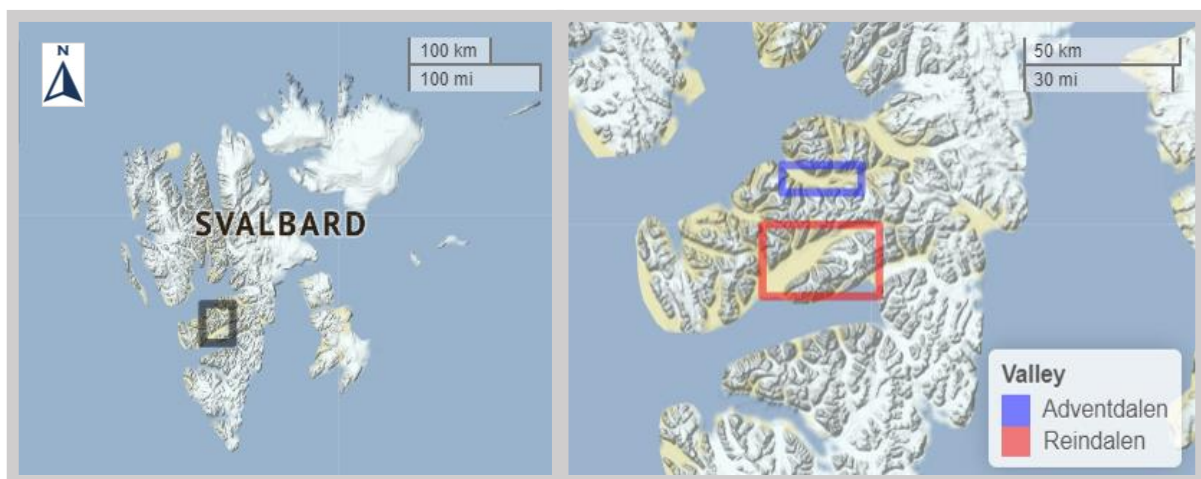 N
100 km
100 mi
SVALBARD
50 km
30 mi
Valley
Adventdalen
Reindalen